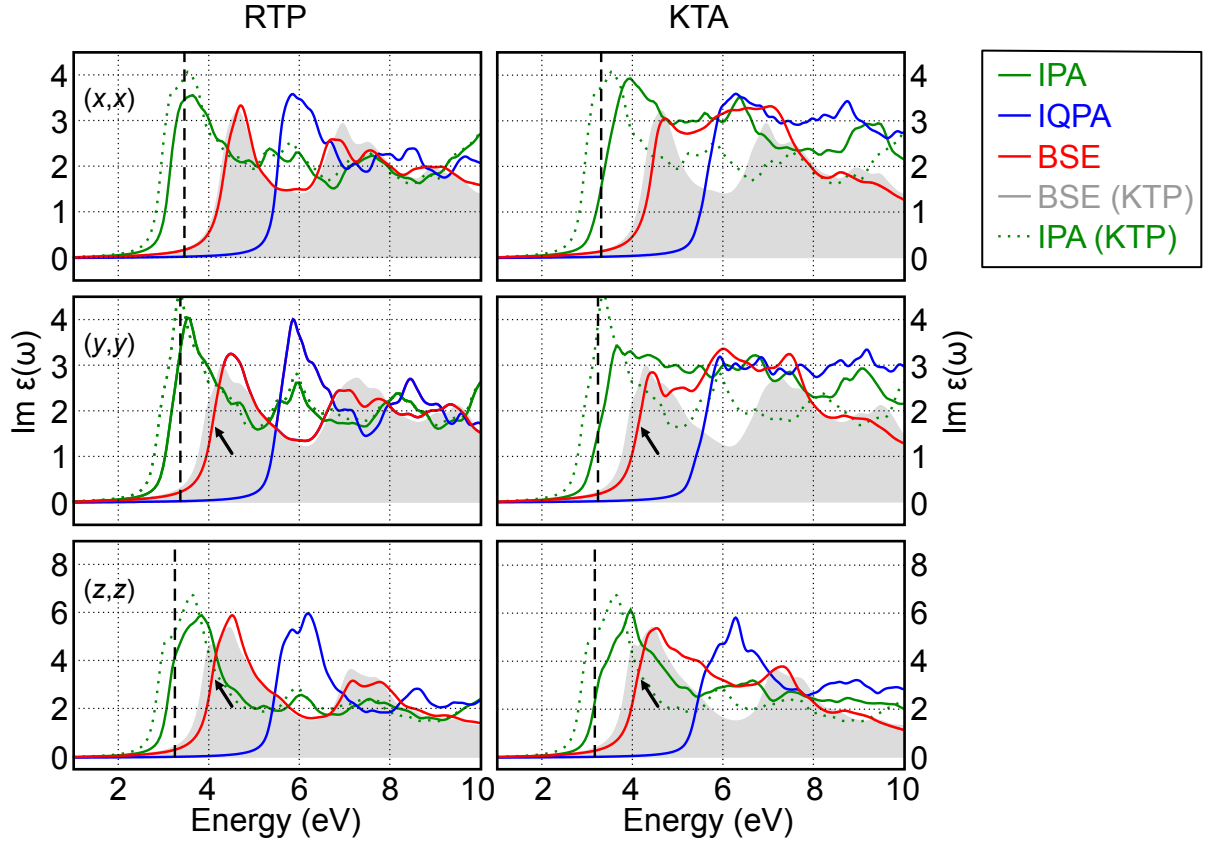 RTP KTA
4
3
2
1
0
(x,x)
4
3
2
1
0
IPA
IQPA
BSE
BSE (KTP)
IPA (KTP)
Im ε(ω)
4
3
2
1
0
(y,y)
4
3
2
1
0
Im ε(ω)
8
6
4
2
0
(z,z)
8
6
4
2
0
2 4 6 8 10 2 4 6 8 10
Energy (eV) Energy (eV)